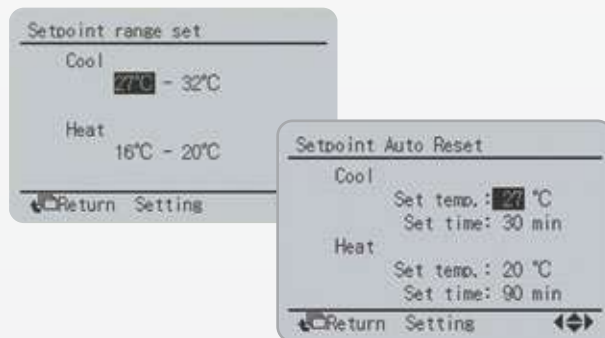 Setpoint range set
Cool
27°C - 32°C
Heat
16°C - 20°C
Return Setting
Setpoint Auto Reset
Cool
Set temp.: 27 °C
Set time: 30 min
Heat
Set temp.: 20 °C
Set time: 90 min
Return Setting